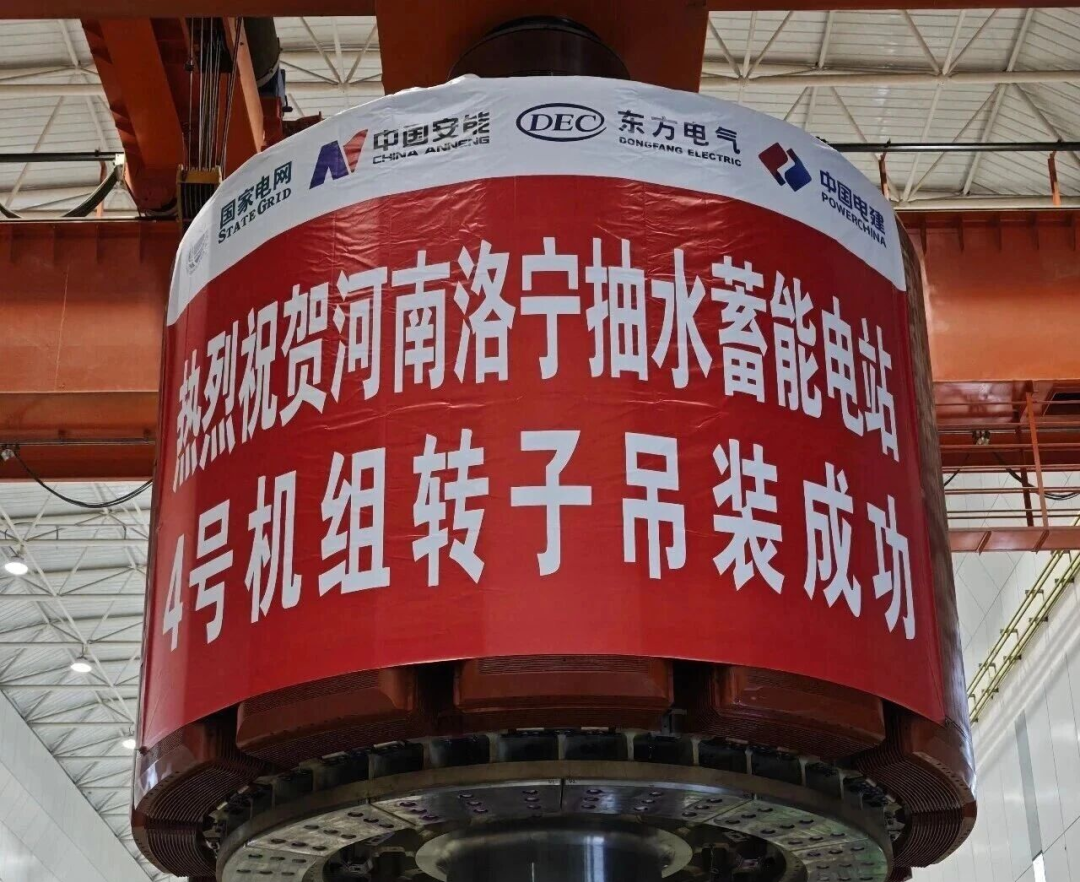 国家电网
STATE GRID
中国安能
CHINA ANNENG
DEC
东方电气
DONGFANG ELECTRIC
中国电建
POWERCHINA
热烈祝贺河南洛宁抽水蓄能电站
4号机组转子吊装成功